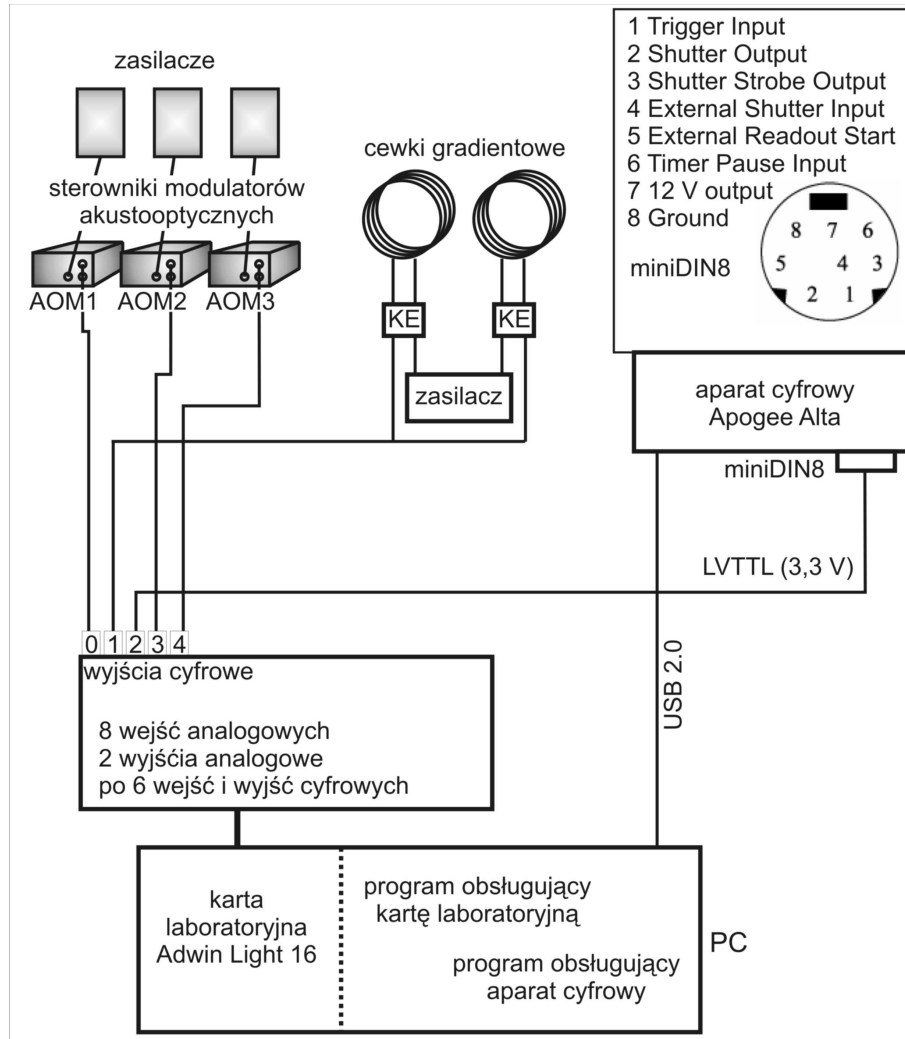 zasilacze
sterowniki modulatorów
akustooptycznych
AOM1
AOM2
AOM3
cewki gradientowe
KE
KE
zasilacz
1 Trigger Input
2 Shutter Output
3 Shutter Strobe Output
4 External Shutter Input
5 External Readout Start
6 Timer Pause Input
7 12 V output
8 Ground
miniDIN8
8 7 6
5 4 3
2 1
aparat cyfrowy
Apogee Alta
miniDIN8
LVTTL (3,3 V)
USB 2.0
0 1 2 3 4
wyjścia cyfrowe
8 wejść analogowych
2 wyjśćia analogowe
po 6 wejść i wyjść cyfrowych
karta
laboratoryjna
Adwin Light 16
program obsługujący
kartę laboratoryjną
program obsługujący
aparat cyfrowy
PC